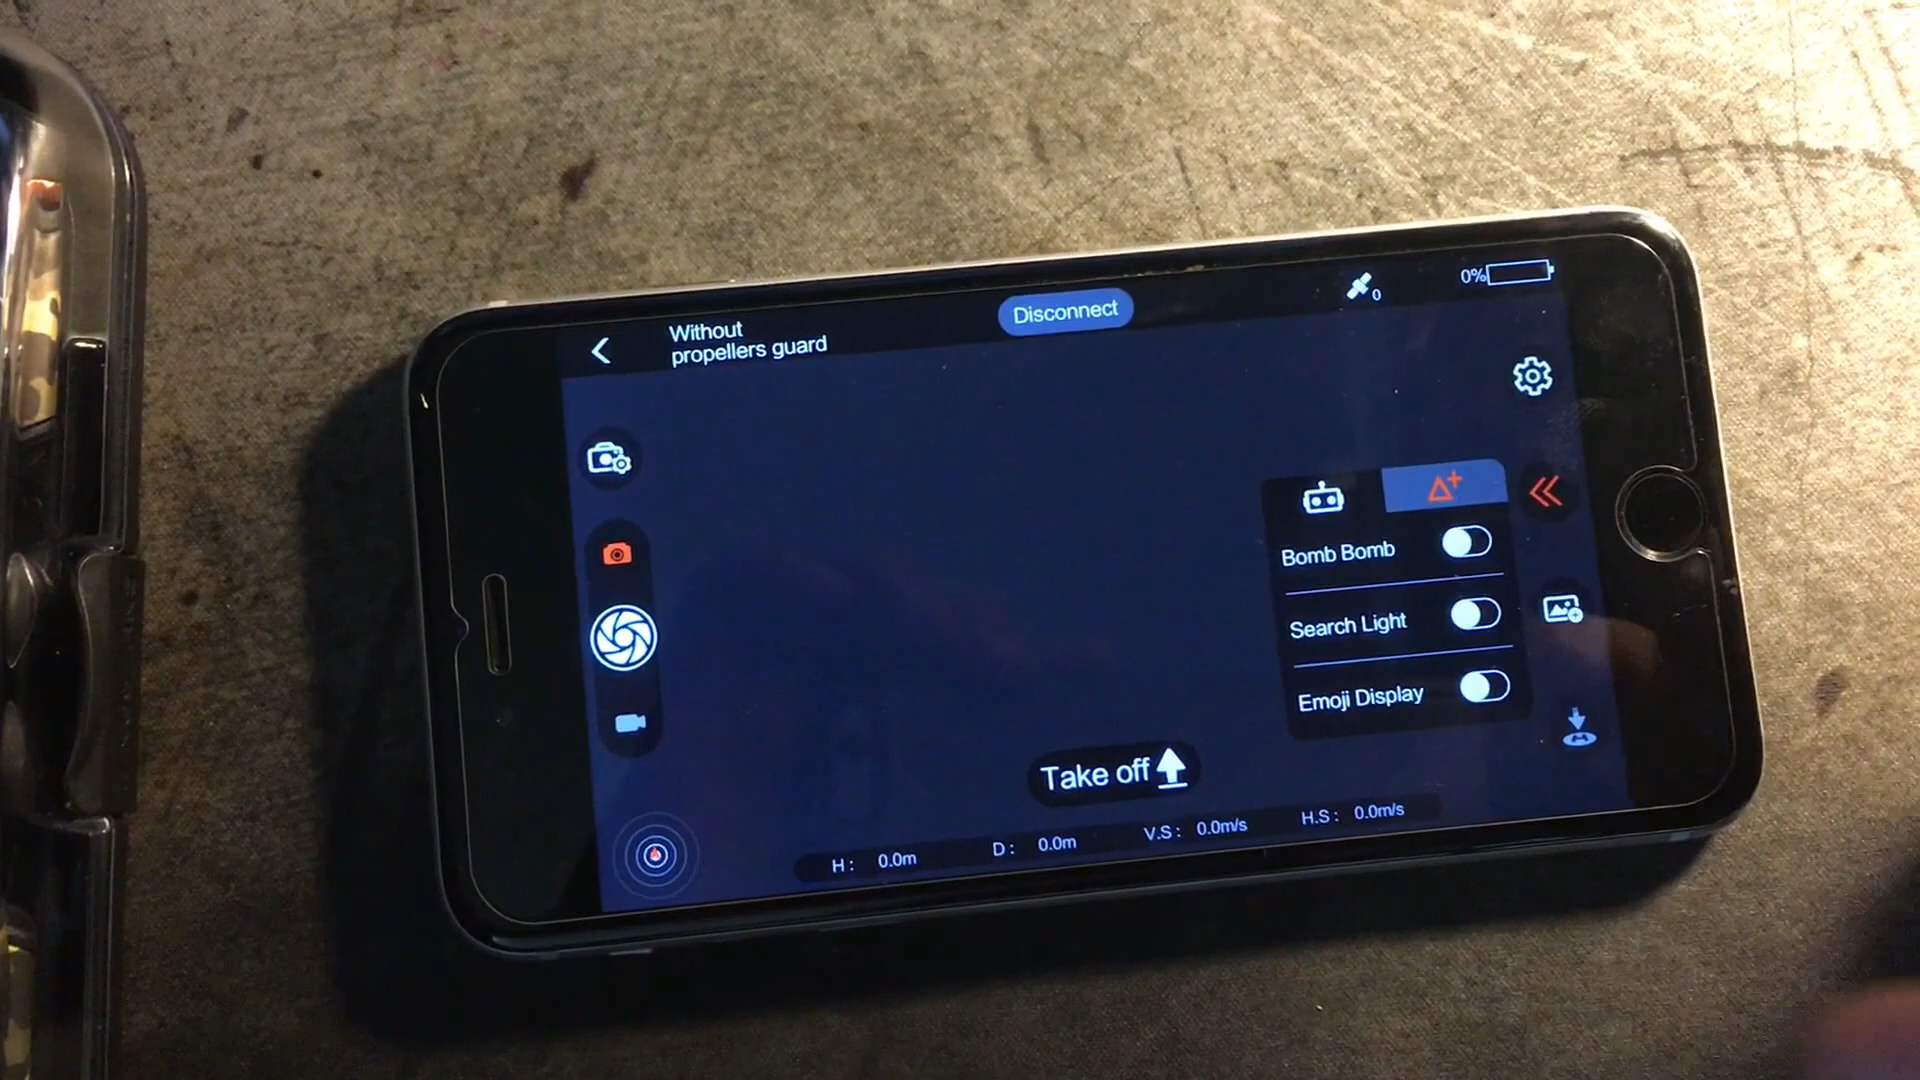 Without
propellers guard
Disconnect
0
0%
Bomb Bomb
Search Light
Emoji Display
Take off
H : 0.0m D : 0.0m V.S : 0.0m/s H.S : 0.0m/s